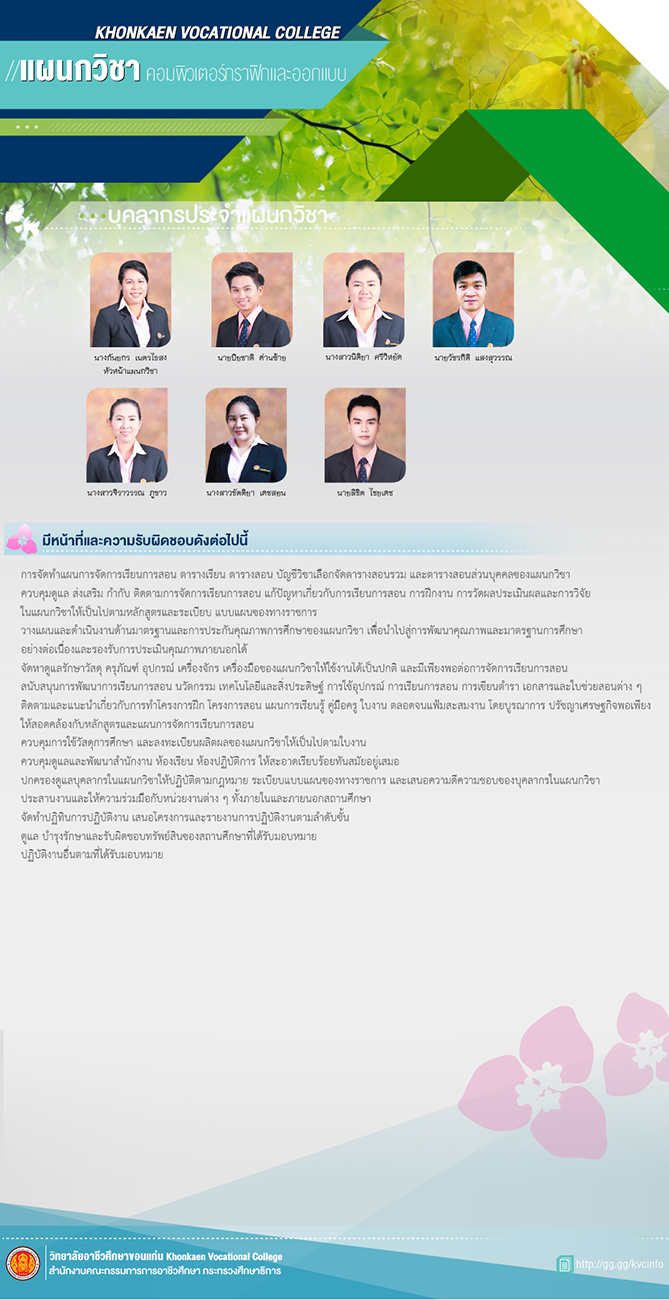 KHONKAEN VOCATIONAL COLLEGE
//แผนกวิชา คอมพิวเตอร์กราฟิกและออกแบบ
บุคลากรประจำแผนกวิชา
นางกันยกร เนตรไธสง
หัวหน้าแผนกวิชา
นายปิยชาติ ด่านซ้าย
นางสาวนิติยา ศรีวิหยัด
นายวัชรกิติ แสงสุวรรณ
นางสาวจิราวรรณ ภูขาว
นางสาวขัตติยา เดชสยน
นายลิขิต ไชยเดช
มีหน้าที่และความรับผิดชอบดังต่อไปนี้
การจัดทำแผนการจัดการเรียนการสอน ตารางเรียน ตารางสอน บัญชีวิชาเลือกจัดตารางสอนรวม และตารางสอนส่วนบุคคลของแผนกวิชา
ควบคุมดูแล ส่งเสริม กำกับ ติดตามการจัดการเรียนการสอน แก้ปัญหาเกี่ยวกับการเรียนการสอน การฝึกงาน การวัดผลประเมินผลและการวิจัย
ในแผนกวิชาให้เป็นไปตามหลักสูตรและระเบียบ แบบแผนของทางราชการ
วางแผนและดำเนินงานด้านมาตรฐานและการประกันคุณภาพการศึกษาของแผนกวิชา เพื่อนำไปสู่การพัฒนาคุณภาพและมาตรฐานการศึกษา
อย่างต่อเนื่องและรองรับการประเมินคุณภาพภายนอกได้
จัดหาดูแลรักษาวัสดุ ครุภัณฑ์ อุปกรณ์ เครื่องจักร เครื่องมือของแผนกวิชาให้ใช้งานได้เป็นปกติ และมีเพียงพอต่อการจัดการเรียนการสอน
สนับสนุนการพัฒนาการเรียนการสอน นวัตกรรม เทคโนโลยีและสิ่งประดิษฐ์ การใช้อุปกรณ์ การเรียนการสอน การเขียนตำรา เอกสารและใบช่วยสอนต่าง ๆ
ติดตามและแนะนำเกี่ยวกับการทำโครงการฝึก โครงการสอน แผนการเรียนรู้ คู่มือครู ใบงาน ตลอดจนแฟ้มสะสมงาน โดยบูรณาการ ปรัชญาเศรษฐกิจพอเพียง
ให้สอดคล้องกับหลักสูตรและแผนการจัดการเรียนการสอน
ควบคุมการใช้วัสดุการศึกษา และลงทะเบียนผลิตผลของแผนกวิชาให้เป็นไปตามใบงาน
ควบคุมดูแลและพัฒนาสำนักงาน ห้องเรียน ห้องปฏิบัติการ ให้สะอาดเรียบร้อยทันสมัยอยู่เสมอ
ปกครองดูแลบุคลากรในแผนกวิชาให้ปฏิบัติตามกฎหมาย ระเบียบแบบแผนของทางราชการ และเสนอความดีความชอบของบุคลากรในแผนกวิชา
ประสานงานและให้ความร่วมมือกับหน่วยงานต่าง ๆ ทั้งภายในและภายนอกสถานศึกษา
จัดทำปฏิทินการปฏิบัติงาน เสนอโครงการและรายงานการปฏิบัติงานตามลำดับขั้น
ดูแล บำรุงรักษาและรับผิดชอบทรัพย์สินของสถานศึกษาที่ได้รับมอบหมาย
ปฏิบัติงานอื่นตามที่ได้รับมอบหมาย
วิทยาลัยอาชีวศึกษาขอนแก่น Khonkaen Vocational College
สำนักงานคณะกรรมการการอาชีวศึกษา กระทรวงศึกษาธิการ
http://gg.gg/kvcinfo